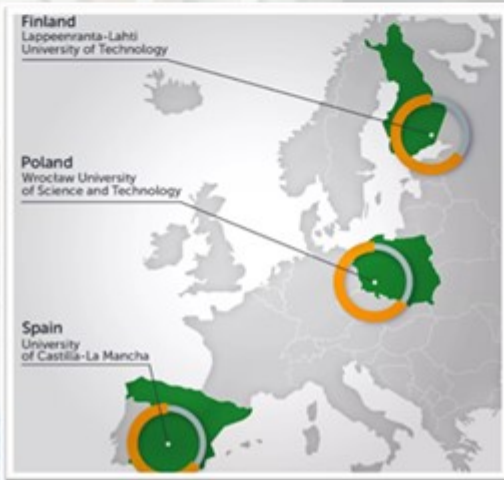 Finland
Lappeenranta-Lahti
University of Technology
Poland
Wrocław University
of Science and Technology
Spain
University
of Castilla-La Mancha